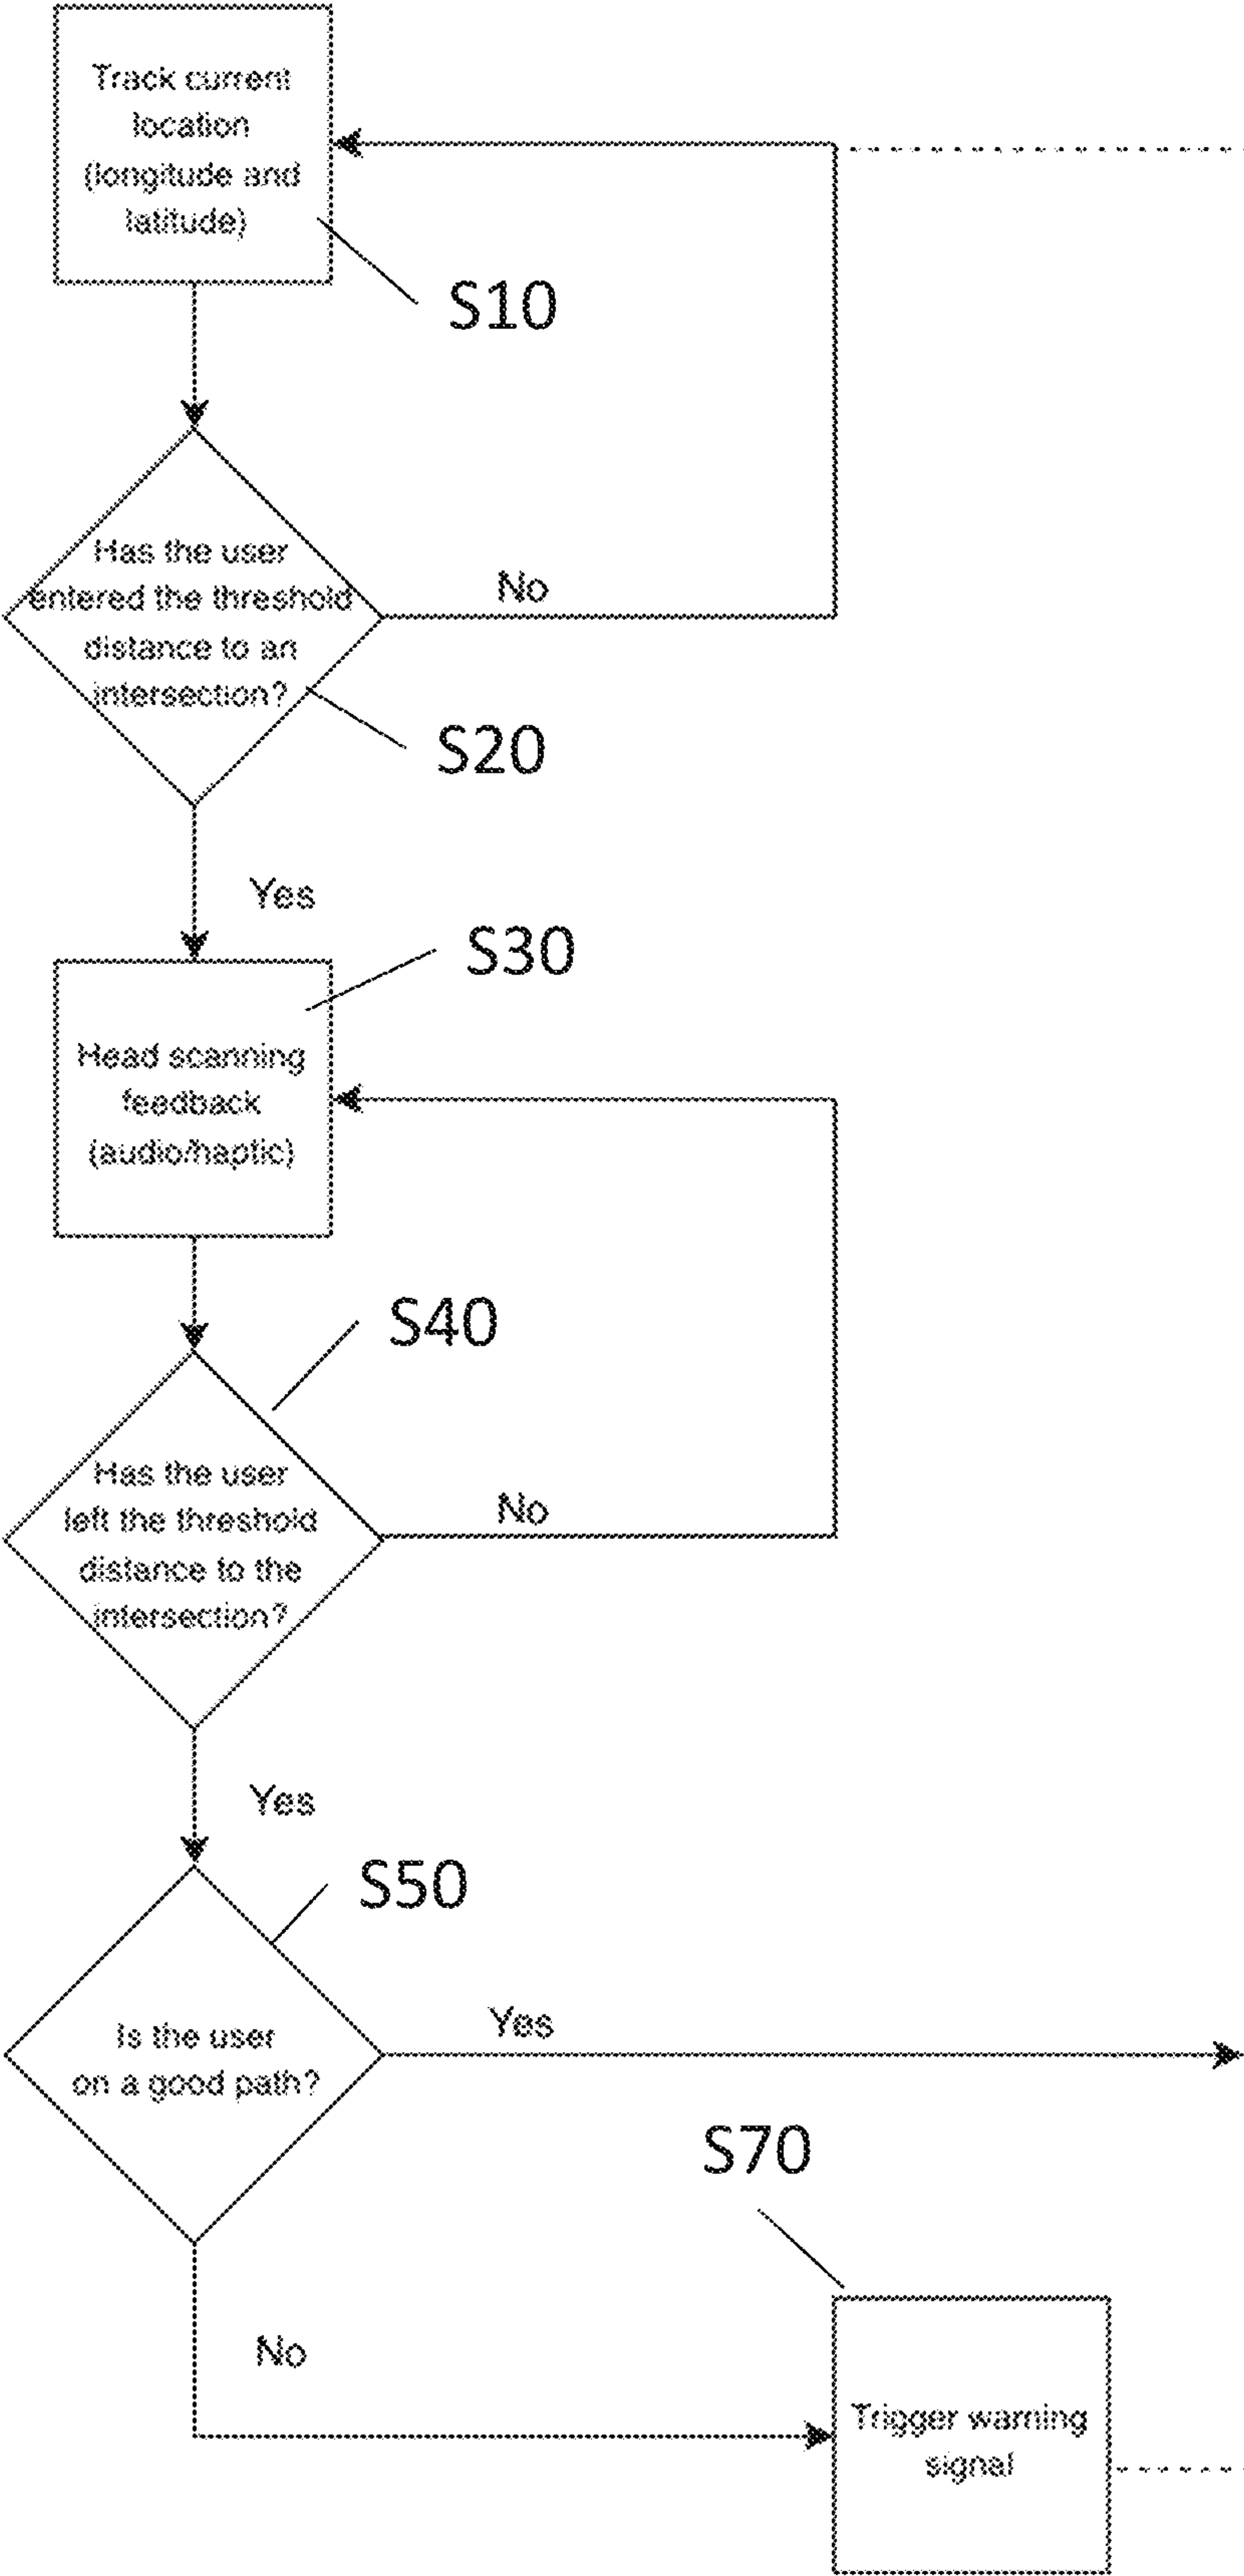 Track current
location
(longitude and
latitude)
S10
Has the user
entered the threshold
distance to an
intersection?
No
S20
Yes
S30
Head scanning
feedback
(audio/haptic)
S40
Has the user
left the threshold
distance to the
intersection?
No
Yes
S50
Is the user
on a good path?
Yes
S70
No
Trigger warning
signal